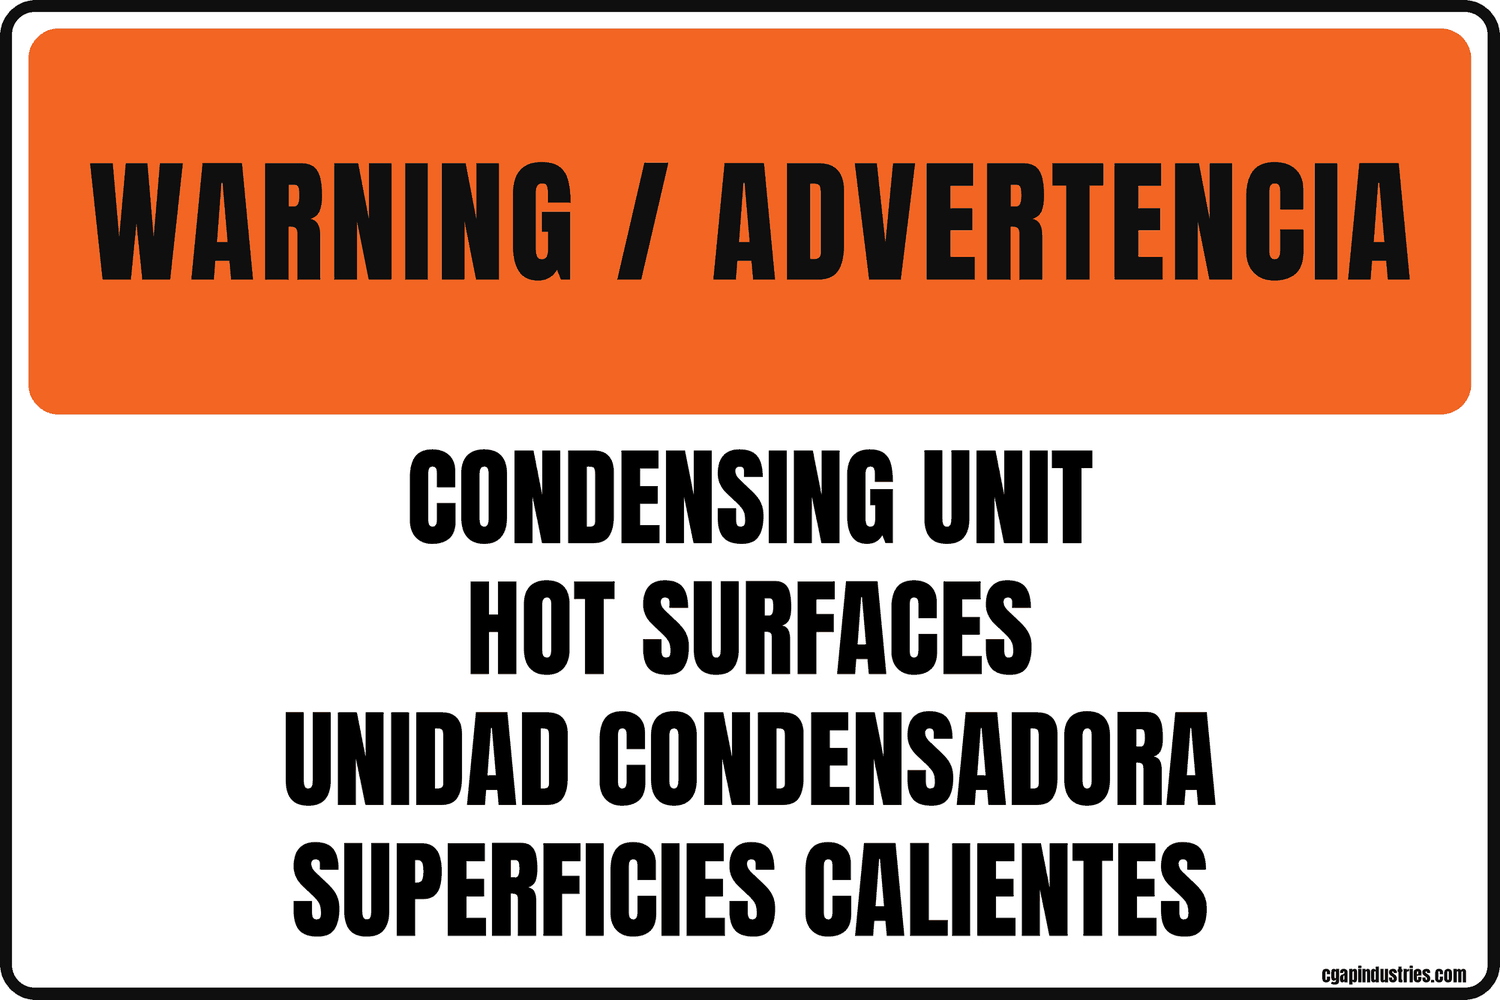 WARNING / ADVERTENCIA
CONDENSING UNIT
HOT SURFACES
UNIDAD CONDENSADORA
SUPERFICIES CALIENTES
cgapindustries.com